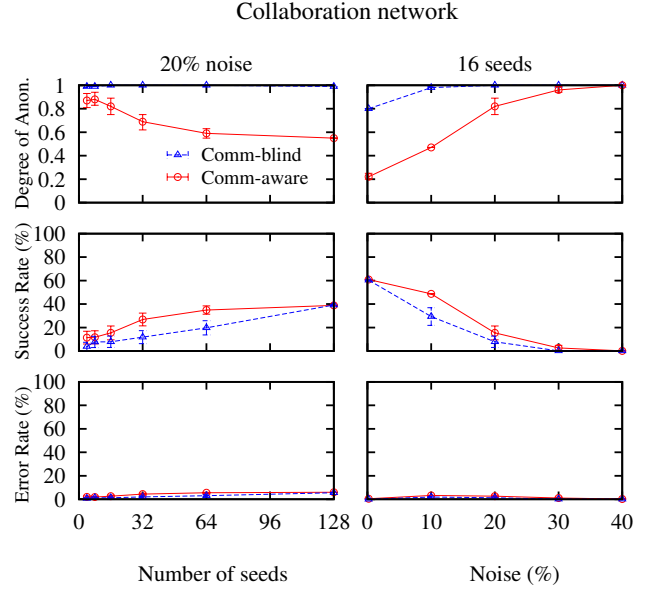 Collaboration network
20% noise
16 seeds
Degree of Anon.
1
0.8
0.6
0.4
0.2
0
Comm-blind
Comm-aware
Success Rate (%)
100
80
60
40
20
0
Error Rate (%)
100
80
60
40
20
0
0 32 64 96 128
0 10 20 30 40
Number of seeds
Noise (%)